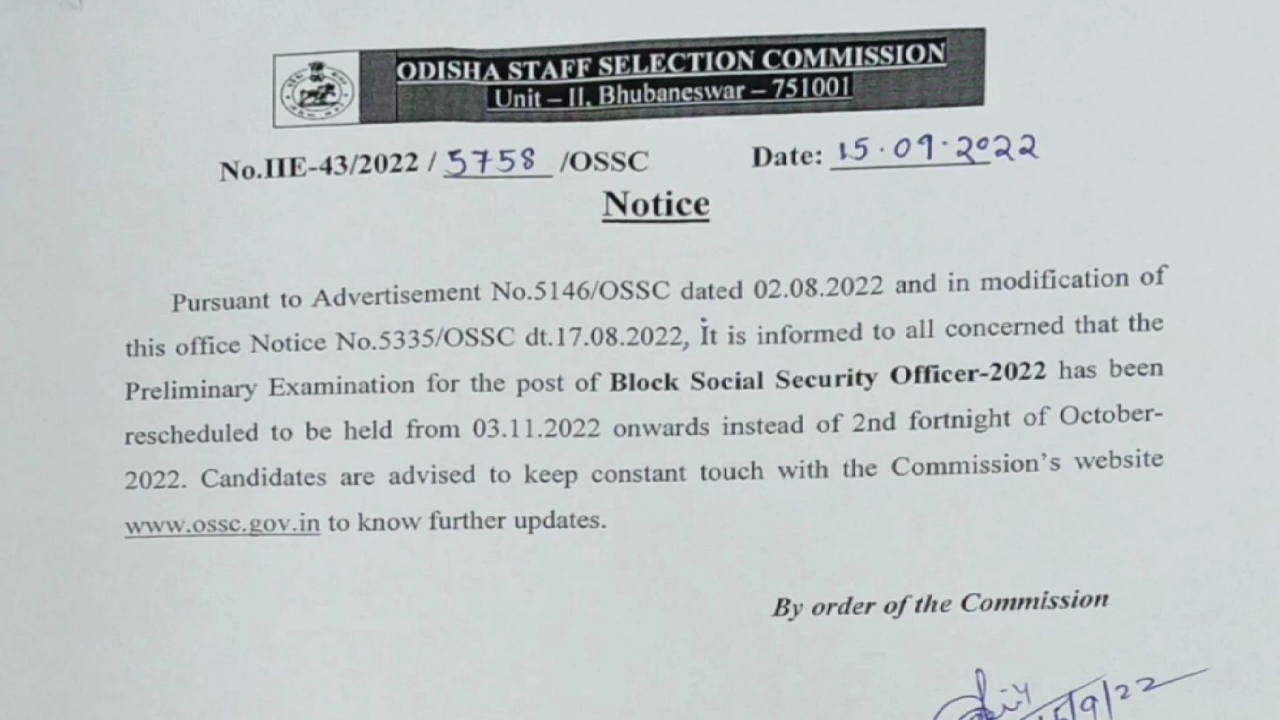 ODISHA STAFF SELECTION COMMISSION
Unit – II, Bhubaneswar – 751001
No.IIE-43/2022 / 5758 /OSSC Date: 15.09.2022
Notice
Pursuant to Advertisement No.5146/OSSC dated 02.08.2022 and in modification of
this office Notice No.5335/OSSC dt.17.08.2022, It is informed to all concerned that the
Preliminary Examination for the post of Block Social Security Officer-2022 has been
rescheduled to be held from 03.11.2022 onwards instead of 2nd fortnight of October-
2022. Candidates are advised to keep constant touch with the Commission's website
www.ossc.gov.in to know further updates.
By order of the Commission
15/9/22